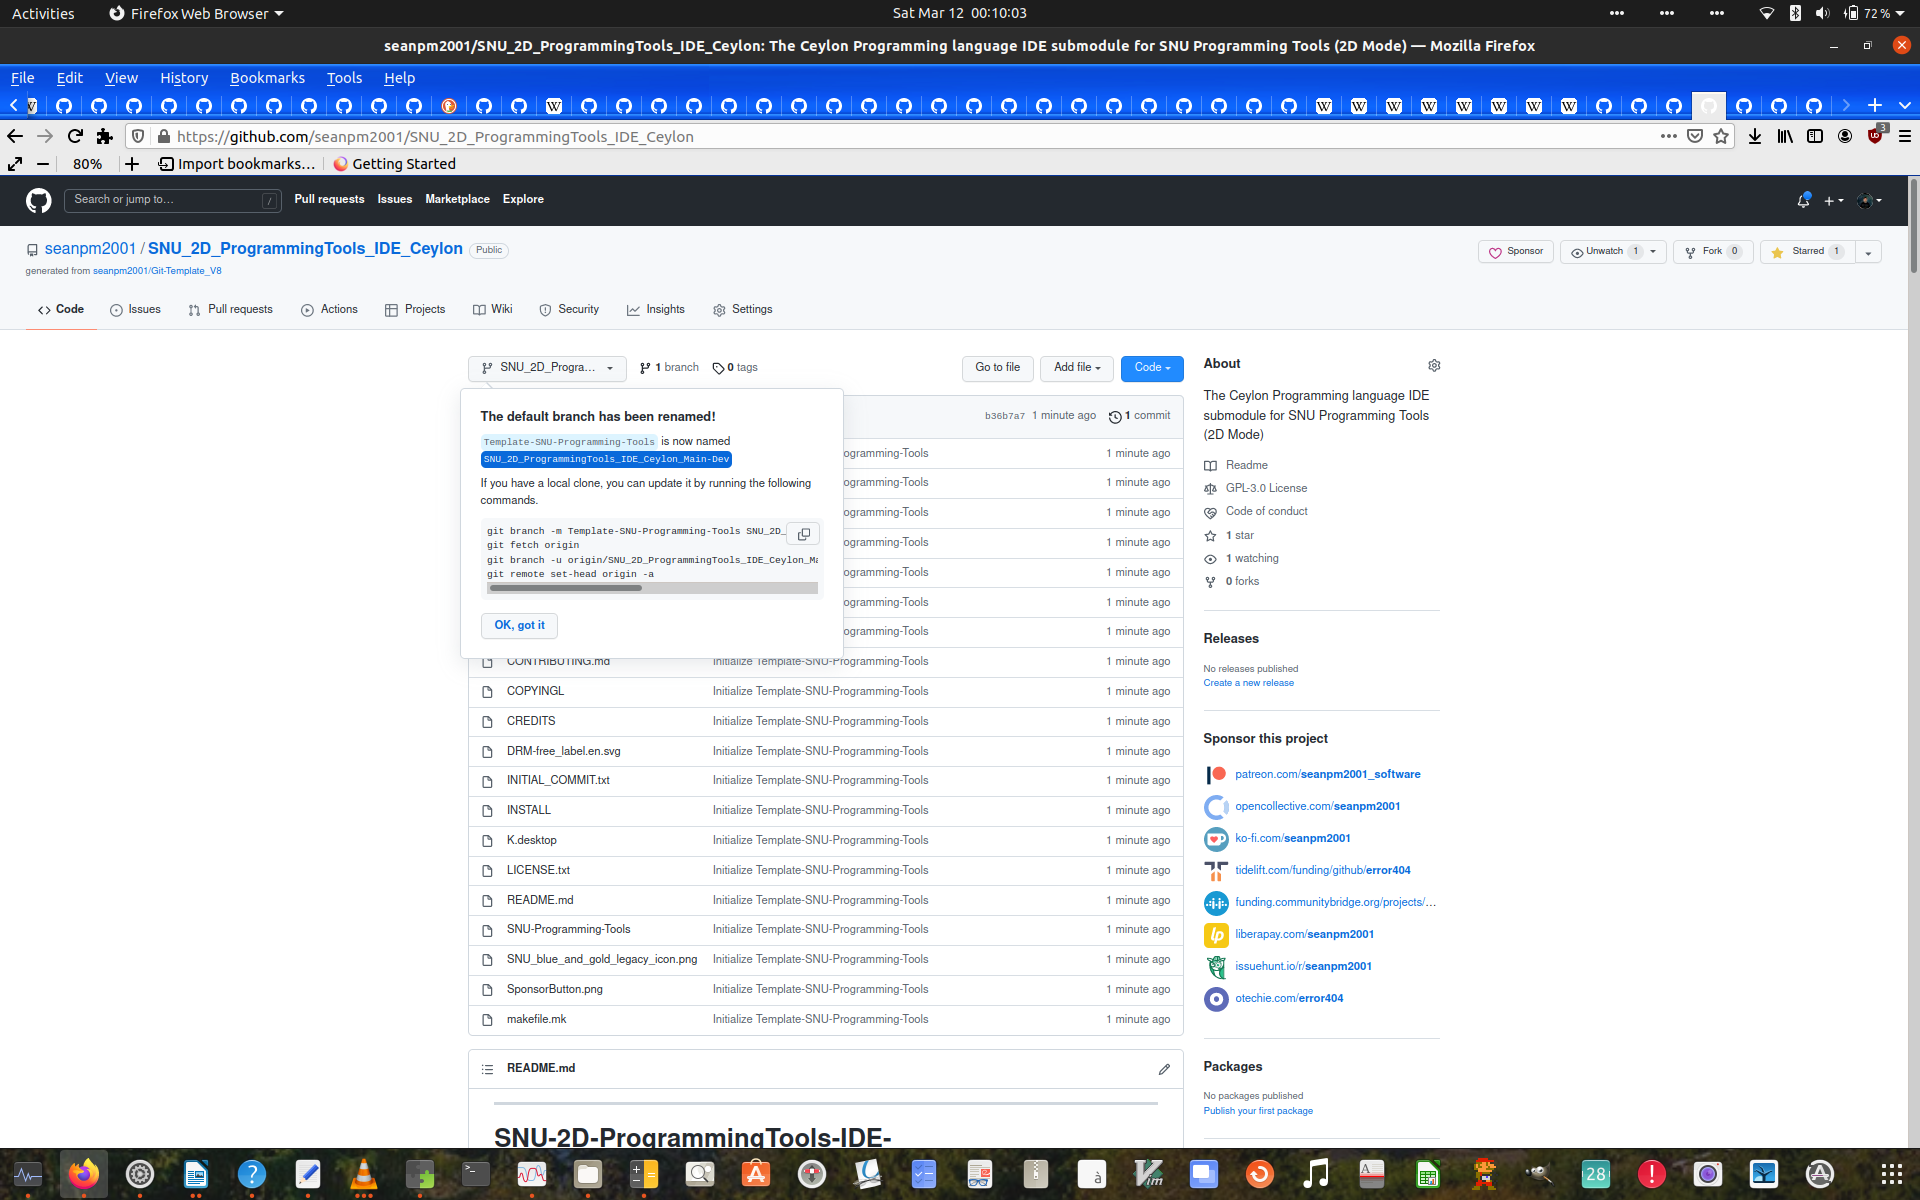 Activities
Firefox Web Browser
Sat Mar 12 00:10:03
72 %
seanpm2001/SNU_2D_ProgrammingTools_IDE_Ceylon: The Ceylon Programming language IDE submodule for SNU Programming Tools (2D Mode) — Mozilla Firefox
File Edit View History Bookmarks Tools Help
https://github.com/seanpm2001/SNU_2D_ProgrammingTools_IDE_Ceylon
3
80%
Import bookmarks…
Getting Started
Search or jump to…
/
Pull requests Issues Marketplace Explore
seanpm2001 / SNU_2D_ProgrammingTools_IDE_Ceylon Public
generated from seanpm2001/Git-Template_V8
Sponsor
Unwatch 1
Fork 0
Starred 1
Code Issues Pull requests Actions Projects Wiki Security Insights Settings
SNU_2D_Progra…
1 branch
0 tags
Go to file
Add file
Code
The default branch has been renamed!
Template-SNU-Programming-Tools is now named
SNU_2D_ProgrammingTools_IDE_Ceylon_Main-Dev
If you have a local clone, you can update it by running the following
commands.
git branch -m Template-SNU-Programming-Tools SNU_2D_
git fetch origin
git branch -u origin/SNU_2D_ProgrammingTools_IDE_Ceylon_Ma
git remote set-head origin -a
OK, got it
b36b7a7 1 minute ago 1 commit
ogramming-Tools 1 minute ago
ogramming-Tools 1 minute ago
ogramming-Tools 1 minute ago
ogramming-Tools 1 minute ago
ogramming-Tools 1 minute ago
ogramming-Tools 1 minute ago
ogramming-Tools 1 minute ago
CONTRIBUTING.md Initialize Template-SNU-Programming-Tools 1 minute ago
COPYINGL Initialize Template-SNU-Programming-Tools 1 minute ago
CREDITS Initialize Template-SNU-Programming-Tools 1 minute ago
DRM-free_label.en.svg Initialize Template-SNU-Programming-Tools 1 minute ago
INITIAL_COMMIT.txt Initialize Template-SNU-Programming-Tools 1 minute ago
INSTALL Initialize Template-SNU-Programming-Tools 1 minute ago
K.desktop Initialize Template-SNU-Programming-Tools 1 minute ago
LICENSE.txt Initialize Template-SNU-Programming-Tools 1 minute ago
README.md Initialize Template-SNU-Programming-Tools 1 minute ago
SNU-Programming-Tools Initialize Template-SNU-Programming-Tools 1 minute ago
SNU_blue_and_gold_legacy_icon.png Initialize Template-SNU-Programming-Tools 1 minute ago
SponsorButton.png Initialize Template-SNU-Programming-Tools 1 minute ago
makefile.mk Initialize Template-SNU-Programming-Tools 1 minute ago
README.md
SNU-2D-ProgrammingTools-IDE-
About
The Ceylon Programming language IDE
submodule for SNU Programming Tools
(2D Mode)
Readme
GPL-3.0 License
Code of conduct
1 star
1 watching
0 forks
Releases
No releases published
Create a new release
Sponsor this project
patreon.com/seanpm2001_software
opencollective.com/seanpm2001
ko-fi.com/seanpm2001
tidelift.com/funding/github/error404
funding.communitybridge.org/projects/…
liberapay.com/seanpm2001
issuehunt.io/r/seanpm2001
otechie.com/error404
Packages
No packages published
Publish your first package
28